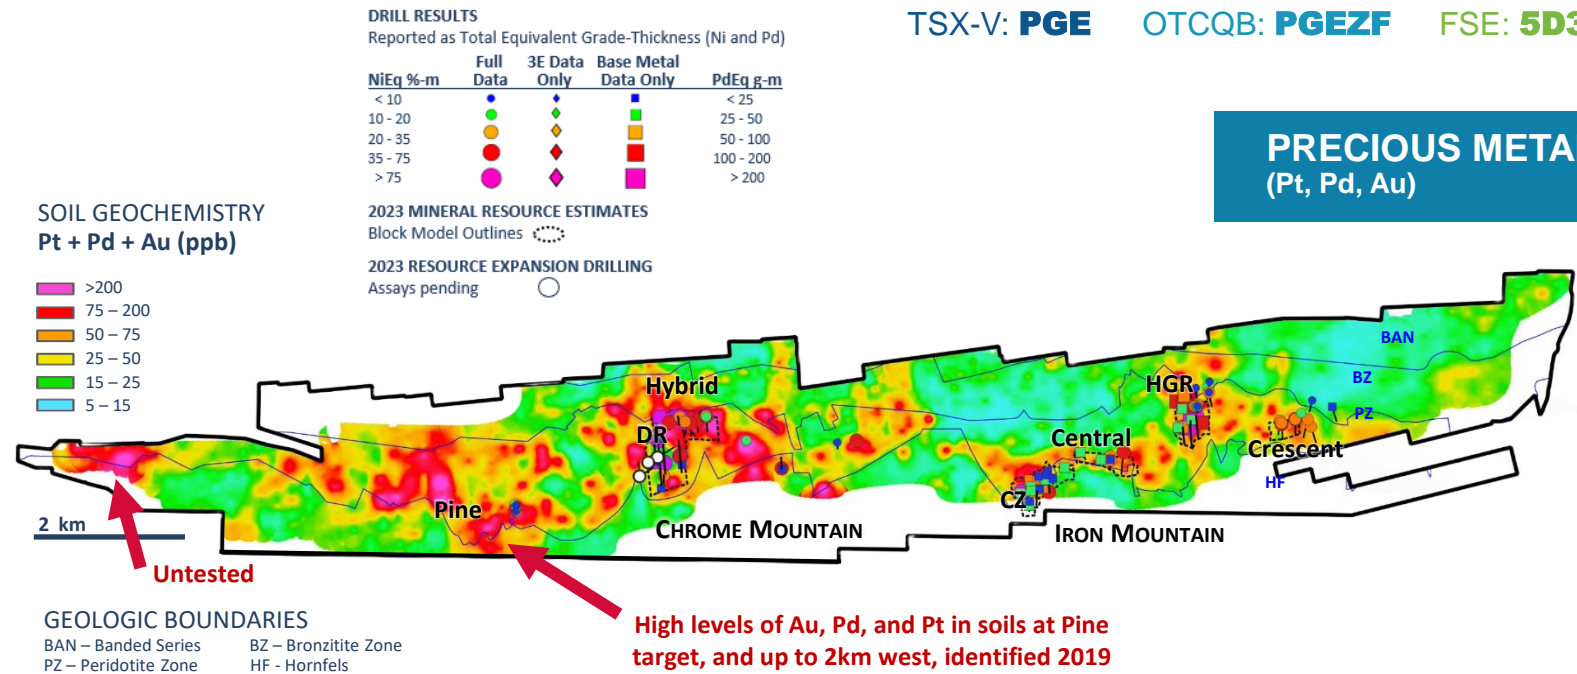 DRILL RESULTS
Reported as Total Equivalent Grade-Thickness (Ni and Pd)
NiEq %-m Full Data 3E Data Only Base Metal Data Only PdEq g-m
< 10 < 25
10 - 20 25 - 50
20 - 35 50 - 100
35 - 75 100 - 200
> 75 > 200
2023 MINERAL RESOURCE ESTIMATES
Block Model Outlines
2023 RESOURCE EXPANSION DRILLING
Assays pending
TSX-V: PGE OTCQB: PGEZF FSE: 5D3
PRECIOUS META
(Pt, Pd, Au)
SOIL GEOCHEMISTRY
Pt + Pd + Au (ppb)
>200
75 – 200
50 – 75
25 – 50
15 – 25
5 – 15
BAN
BZ
PZ
HF
Hybrid
DR
Pine
HGR
Central
Crescent
CZ
CHROME MOUNTAIN
IRON MOUNTAIN
2 km
Untested
High levels of Au, Pd, and Pt in soils at Pine
target, and up to 2km west, identified 2019
GEOLOGIC BOUNDARIES
BAN – Banded Series BZ – Bronzitite Zone
PZ – Peridotite Zone HF - Hornfels